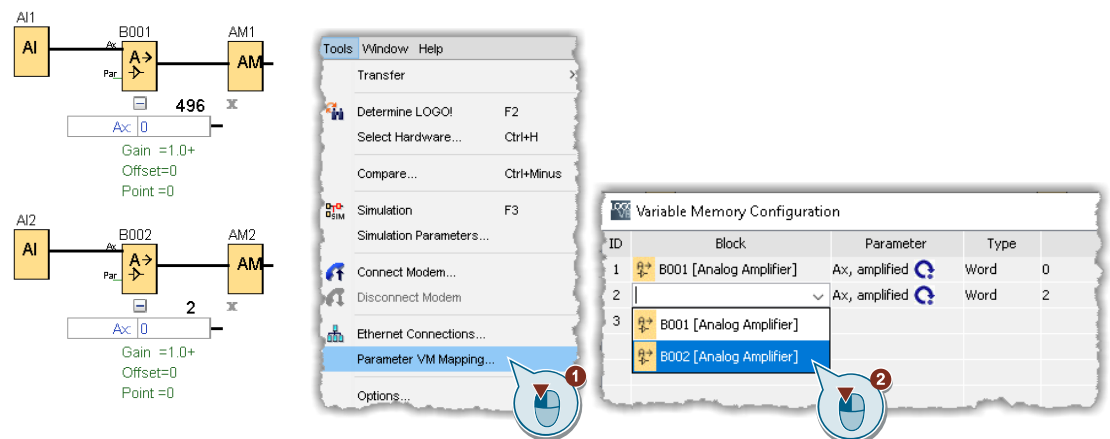 AI1
B001
AM1
AI
Ax
A→
AM
Par
496
x
Ax 0
Gain =1.0+
Offset=0
Point =0
AI2
B002
AM2
AI
Ax
A→
AM
Par
2
x
Ax 0
Gain =1.0+
Offset=0
Point =0
Tools Window Help
Transfer
Determine LOGO! F2
Select Hardware... Ctrl+H
Compare... Ctrl+Minus
Simulation F3
Simulation Parameters...
Connect Modem...
Disconnect Modem
Ethernet Connections...
Parameter VM Mapping...
1
Options...
Variable Memory Configuration
ID Block Parameter Type
1 B001 [Analog Amplifier] Ax, amplified Word 0
2 Ax, amplified Word 2
3 B001 [Analog Amplifier]
B002 [Analog Amplifier]
2